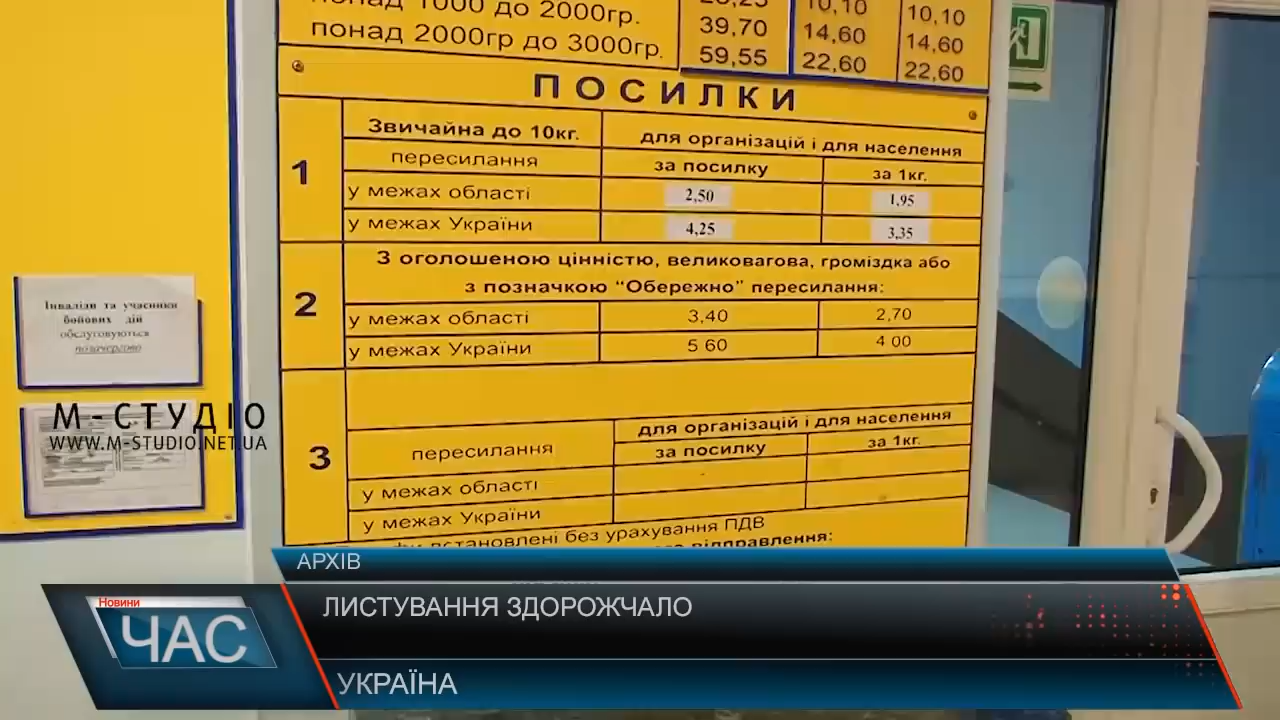 понад 1000 до 2000гр.
10,10
10,10
понад 2000гр до 3000гр.
39,70
14,60
14,60
59,55
22,60
22,60
ПОСИЛКИ
1
Звичайна до 10кг.
для організацій і для населення
пересилання
за посилку
за 1кг.
у межах області
2,50
1,95
у межах України
4,25
3,35
2
З оголошеною цінністю, великовагова, громіздка або
з позначкою “Обережно” пересилання:
у межах області
3,40
2,70
у межах України
5 60
4 00
3
для організацій і для населення
пересилання
за посилку
за 1кг.
у межах області
у межах України
встановлені без урахування ПДВ
відправлення:
Інваліди та учасники
бойових дій
обслуговуються
позачергово
М-СТУДІО
WWW.M-STUDIO.NET.UA
АРХІВ
Новини
ЧАС
ЛИСТУВАННЯ ЗДОРОЖЧАЛО
УКРАЇНА